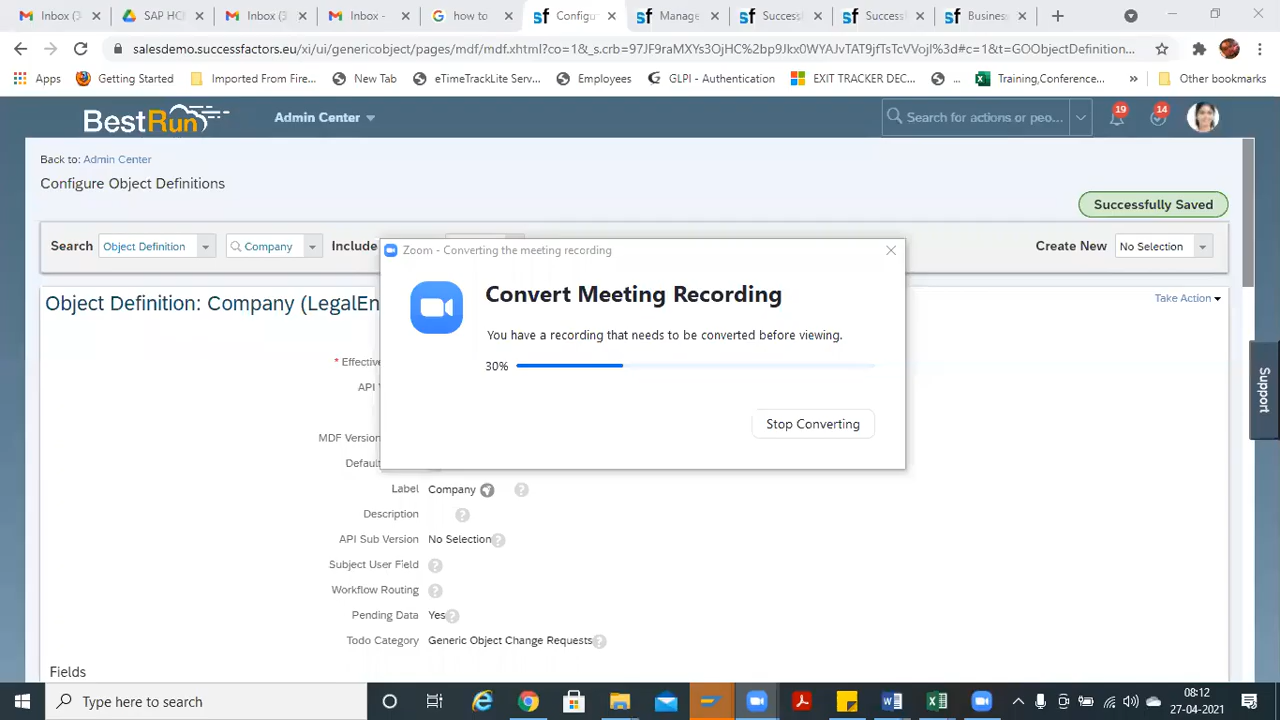 Inbox (3
SAP HC
Inbox (3
Inbox -
how to
Configu
Manage
Success
Success
Business
salesdemo.successfactors.eu/xi/ui/genericobject/pages/mdf/mdf.xhtml?co=1&_s.crb=97JF9raMXYs3OjHC%2bp9Jkx0WYAJvTAT9jfTsTcVVojI%3d#c=1&t=GOObjectDefinition...
Apps
Getting Started
Imported From Fire...
New Tab
eTimeTrackLite Serv...
Employees
GLPI - Authentication
EXIT TRACKER DEC...
...
Training,Conference...
»
Other bookmarks
BestRun
Admin Center
Search for actions or peo...
19
14
Back to: Admin Center
Configure Object Definitions
Successfully Saved
Search
Object Definition
Company
Include
Create New
No Selection
Zoom - Converting the meeting recording
Convert Meeting Recording
You have a recording that needs to be converted before viewing.
30%
Stop Converting
Object Definition: Company (LegalEn
Take Action
* Effective
API
MDF Version
Default
Label Company
Description
API Sub Version No Selection
Subject User Field
Workflow Routing
Pending Data Yes
Todo Category Generic Object Change Requests
Fields
Support
Type here to search
08:12
27-04-2021